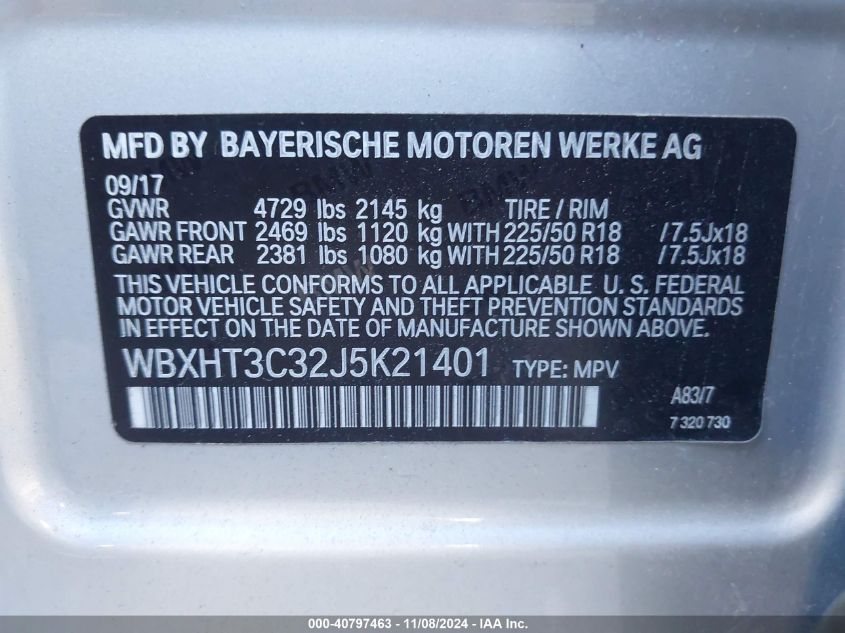 MFD BY BAYERISCHE MOTOREN WERKE AG
09/17
GVWR 4729 lbs 2145 kg TIRE / RIM
GAWR FRONT 2469 lbs 1120 kg WITH 225/50 R18 /7.5Jx18
GAWR REAR 2381 lbs 1080 kg WITH 225/50 R18 /7.5Jx18
THIS VEHICLE CONFORMS TO ALL APPLICABLE U. S. FEDERAL
MOTOR VEHICLE SAFETY AND THEFT PREVENTION STANDARDS
IN EFFECT ON THE DATE OF MANUFACTURE SHOWN ABOVE.
WBXHT3C32J5K21401 TYPE: MPV
A83/7
7 320 730
000-40797463 - 11/08/2024 - IAA Inc.